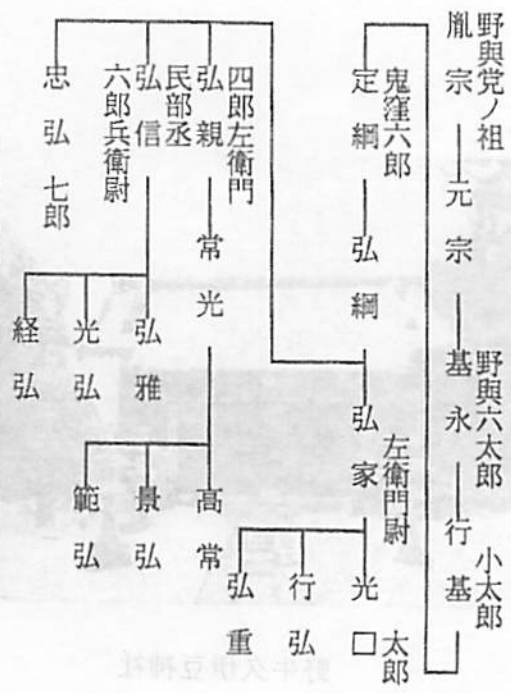 野與党ノ祖
胤宗
元宗
野與六太郎
基永
小太郎
行基
鬼窪六郎
定綱
弘綱
左衛門尉
弘家
太郎
光□
行弘
弘重
四郎左衛門
弘親
常光
高常
景弘
範弘
民部丞
弘信
六郎兵衛尉
弘雅
光弘
経弘
忠弘 七郎